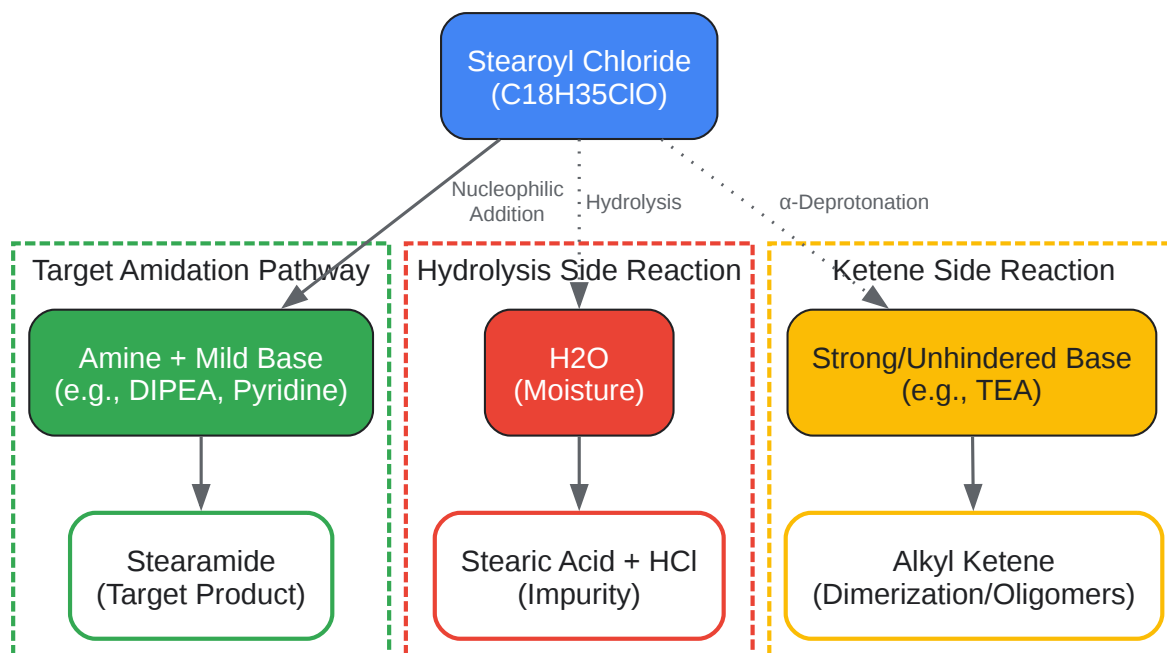 Stearoyl Chloride
(C18H35ClO)
Nucleophilic
Addition
Hydrolysis
α-Deprotonation
Target Amidation Pathway
Hydrolysis Side Reaction
Ketene Side Reaction
Amine + Mild Base
(e.g., DIPEA, Pyridine)
H2O
(Moisture)
Strong/Unhindered Base
(e.g., TEA)
Stearamide
(Target Product)
Stearic Acid + HCl
(Impurity)
Alkyl Ketene
(Dimerization/Oligomers)